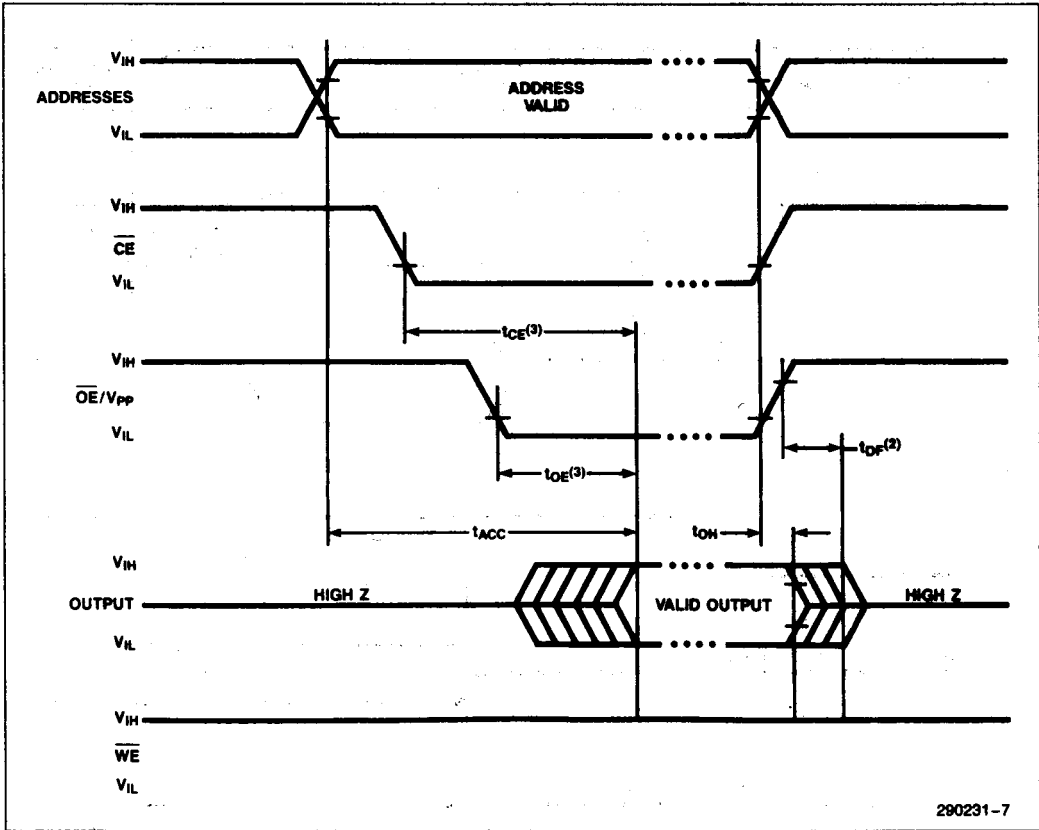 VIH
ADDRESSES
ADDRESS
VALID
VIL
VIH
CE
VIL
tCE(3)
VIH
OE/VPP
VIL
tDF(2)
tOE(3)
tACC
tOH
VIH
OUTPUT
HIGH Z
VALID OUTPUT
HIGH Z
VIL
VIH
WE
VIL
290231-7